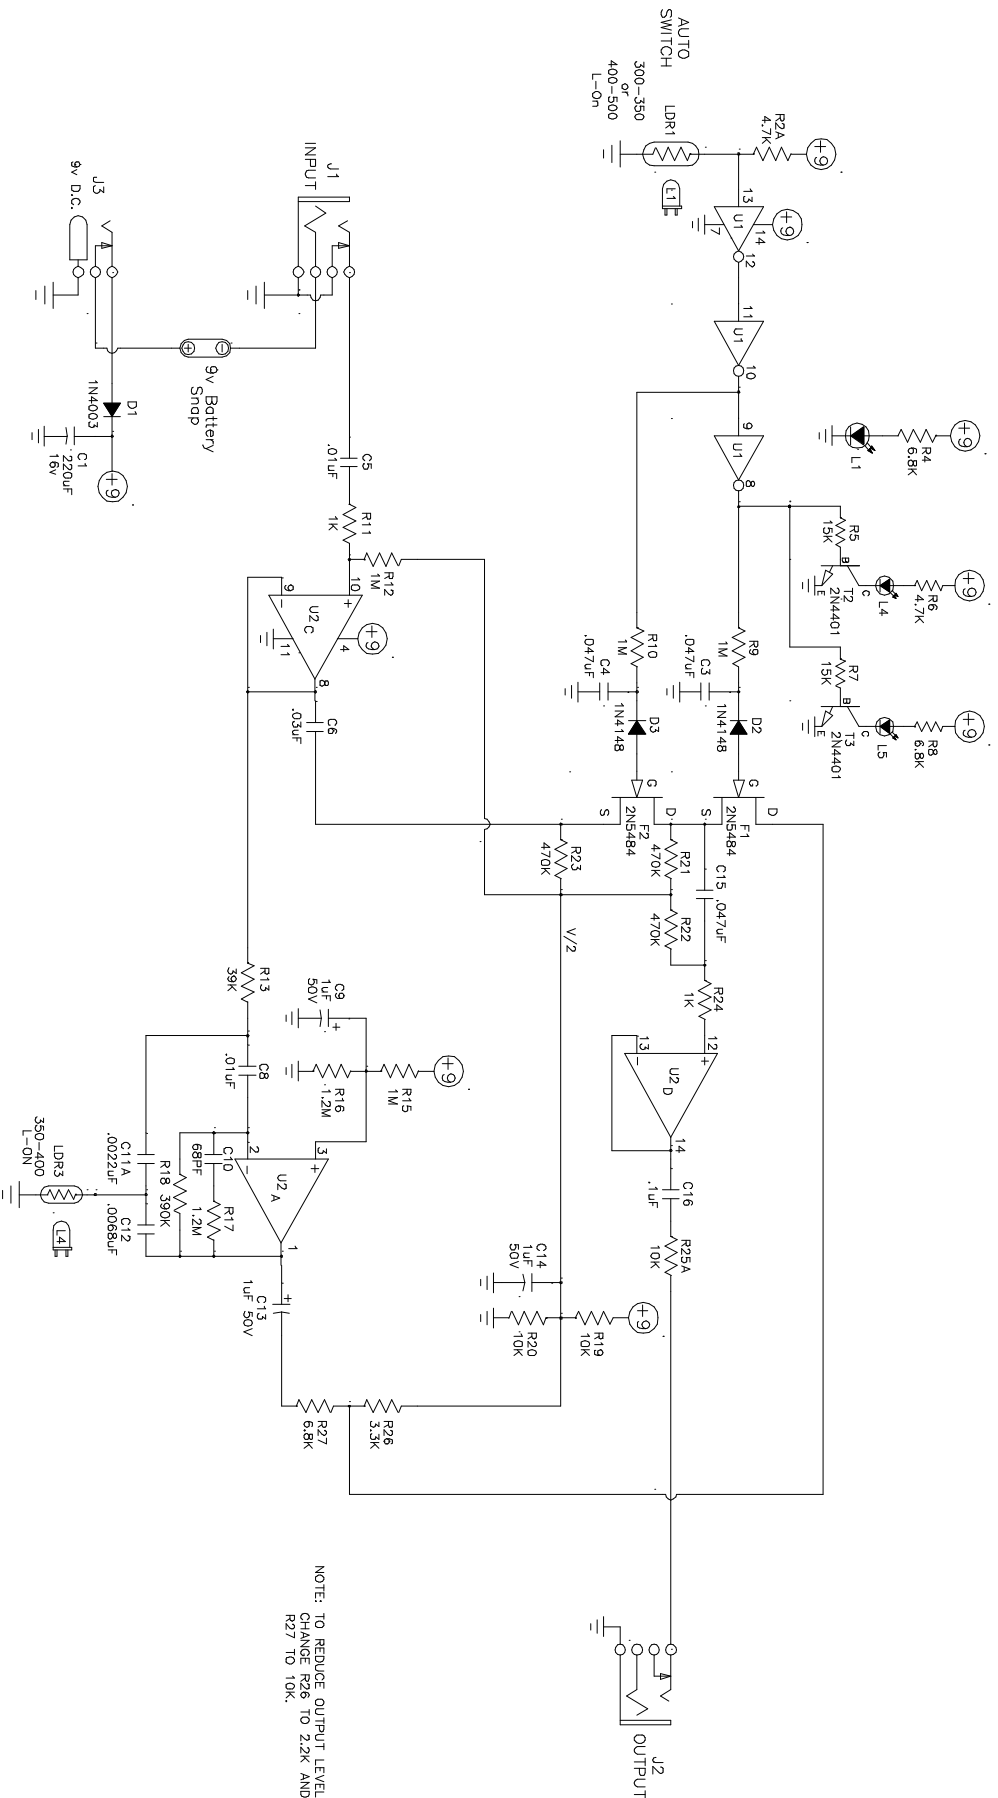 AUTO
SWITCH
300-350
or
400-500
L-On
LDR1
L1
R2A
4.7K
+9
13
U1
14
+9
7
12
11
U1
10
9
U1
8
+9
R4
6.8K
L1
R5
15K
B
C
E
T2
2N4401
L4
+9
R6
4.7K
R7
15K
B
C
E
T3
2N4401
L5
+9
R8
6.8K
R9
1M
C3
.047uF
D2
1N4148
R10
1M
C4
.047uF
D3
1N4148
G
D
S
F1
2N5484
G
D
S
F2
2N5484
R21
470K
R22
470K
R23
470K
C15
.047uF
V/2
R24
1K
12
+
13
-
U2
D
14
C16
.1uF
R25A
10K
J2
OUTPUT
J1
INPUT
J3
9v D.C.
9v Battery
Snap
+
-
D1
1N4003
C1
220uF
16v
+9
C5
.01uF
R11
1K
R12
1M
10
+
9
-
U2
C
4
+9
11
8
C6
.03uF
R13
39K
C8
.01uF
C9
1uF
50V
+
R16
1.2M
R15
1M
+9
3
+
2
-
U2
A
1
C10
68PF
R17
1.2M
R18 390K
C11A
.0022uF
C12
.0068uF
LDR3
350-400
L-ON
L4
C13
1uF 50V
+
C14
1uF
50V
R20
10K
R19
10K
+9
R27
6.8K
R26
3.3K
NOTE: TO REDUCE OUTPUT LEVEL
CHANGE R26 TO 2.2K AND
R27 TO 10K.